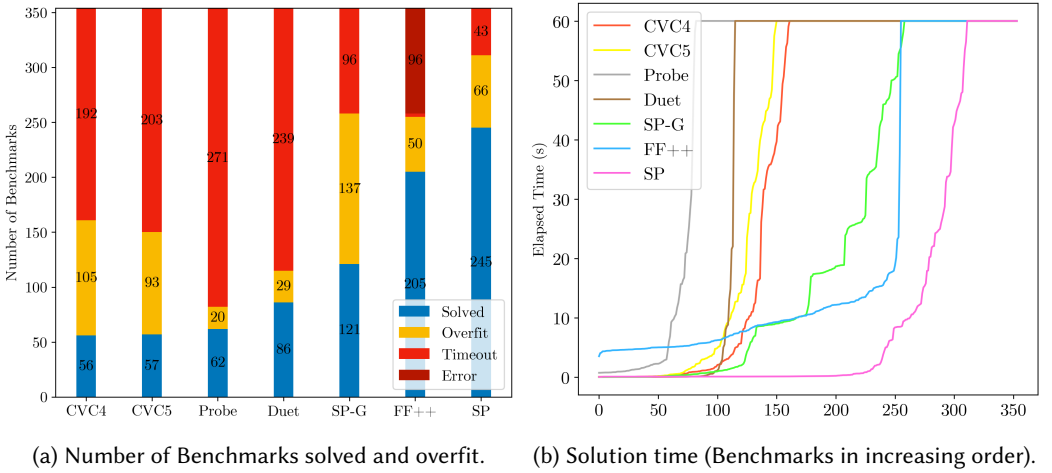 350
300
250
200
150
100
50
0
Number of Benchmarks
192
203
271
239
96
96
43
66
50
137
105
93
20
29
245
205
121
56
57
62
86
Solved
Overfit
Timeout
Error
CVC4 CVC5 Probe Duet SP-G FF++ SP
(a) Number of Benchmarks solved and overfit.
60
50
40
30
20
10
0
Elapsed Time (s)
CVC4
CVC5
Probe
Duet
SP-G
FF++
SP
0 50 100 150 200 250 300 350
(b) Solution time (Benchmarks in increasing order).